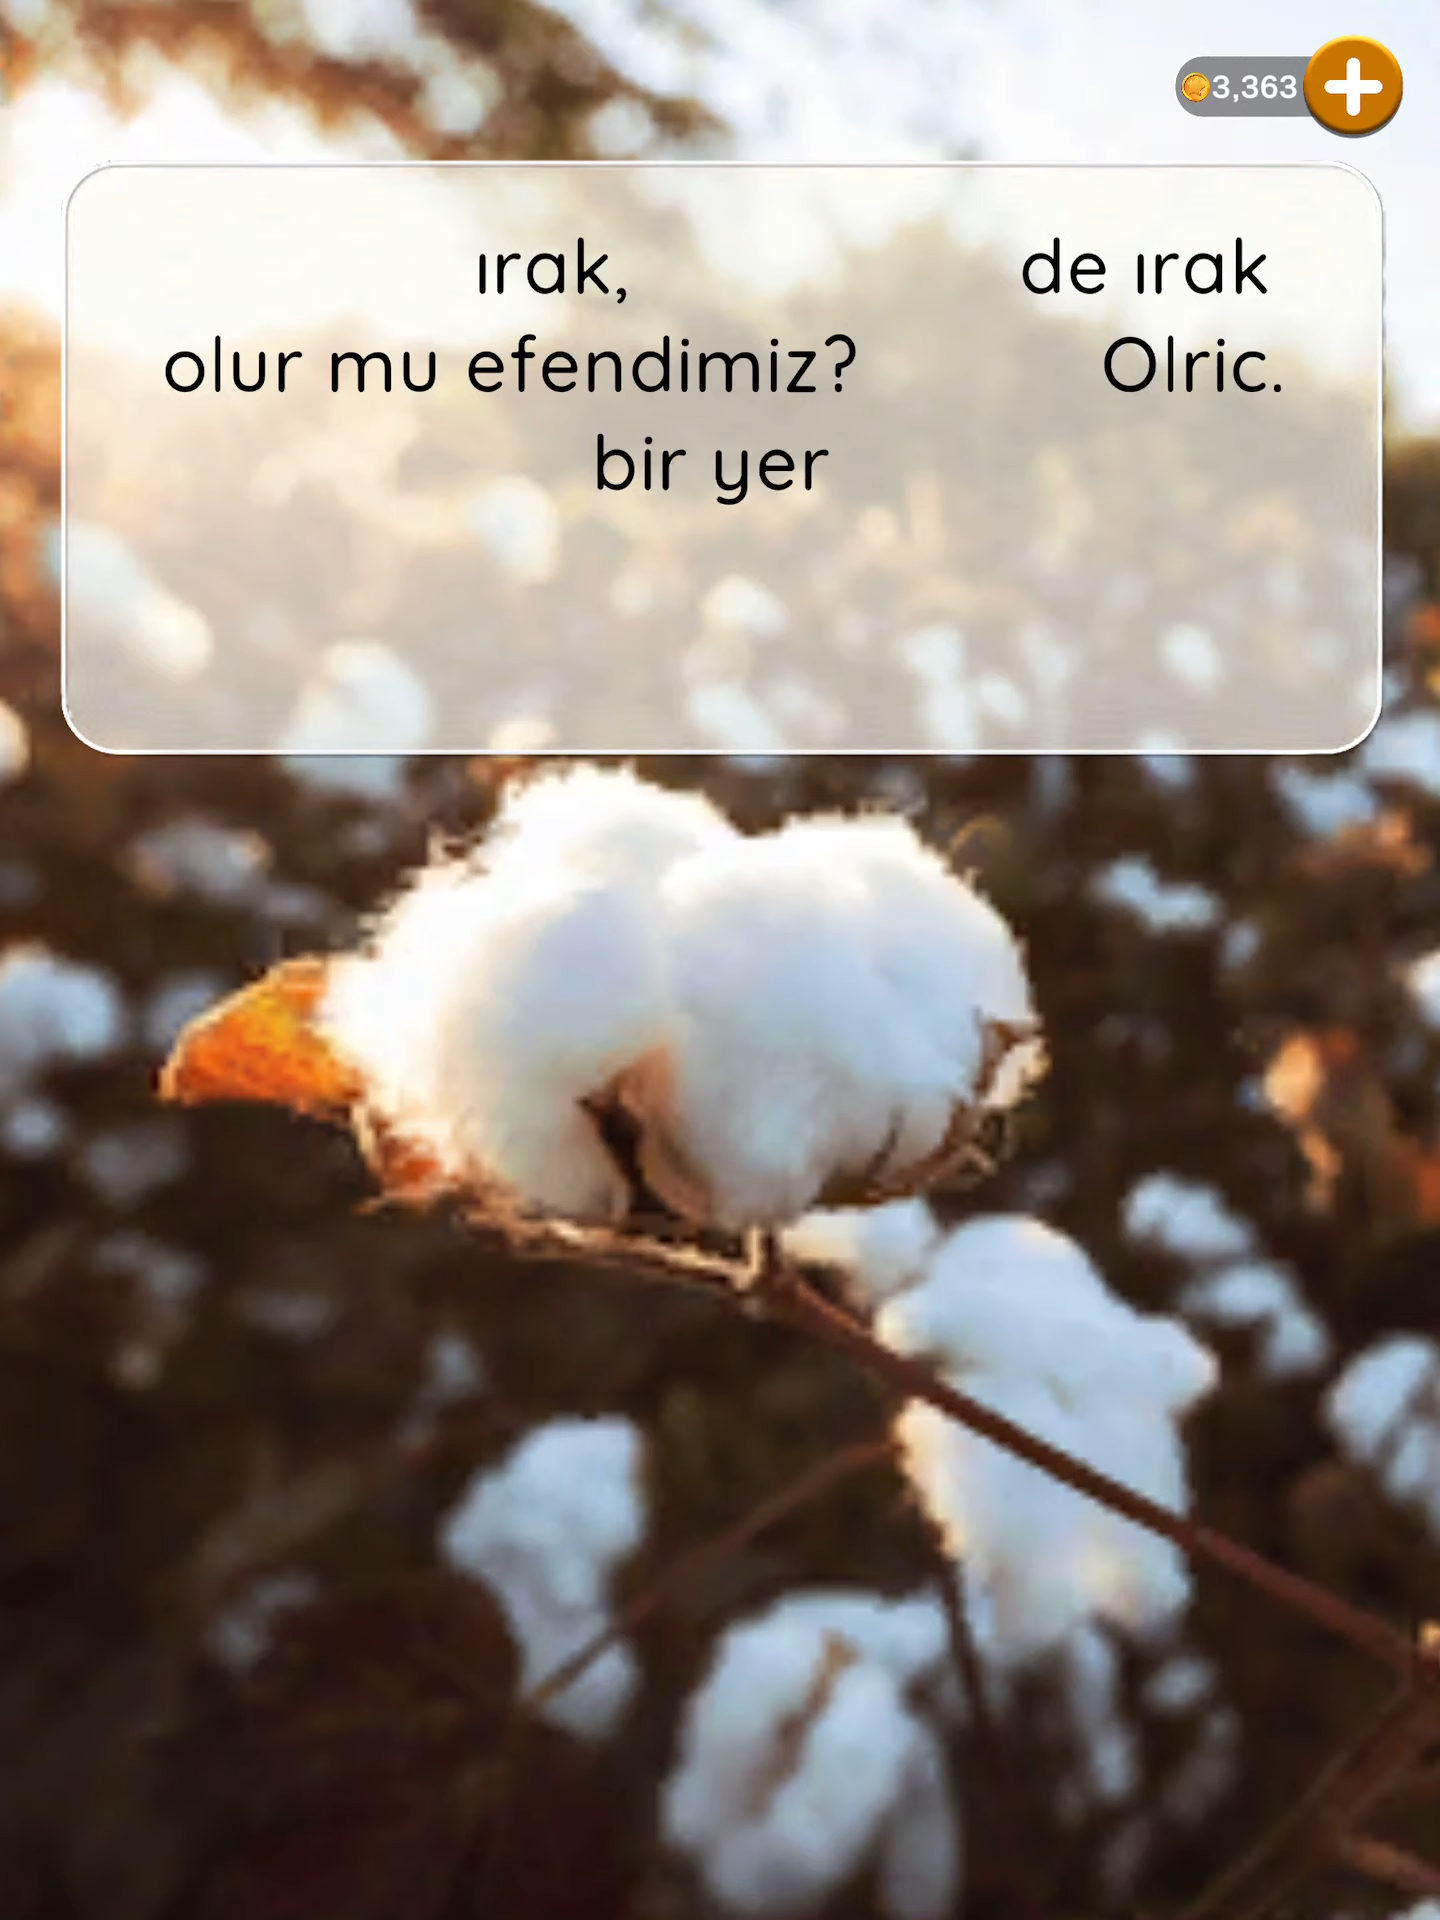 3,363
ırak, de ırak
olur mu efendimiz? Olric.
bir yer